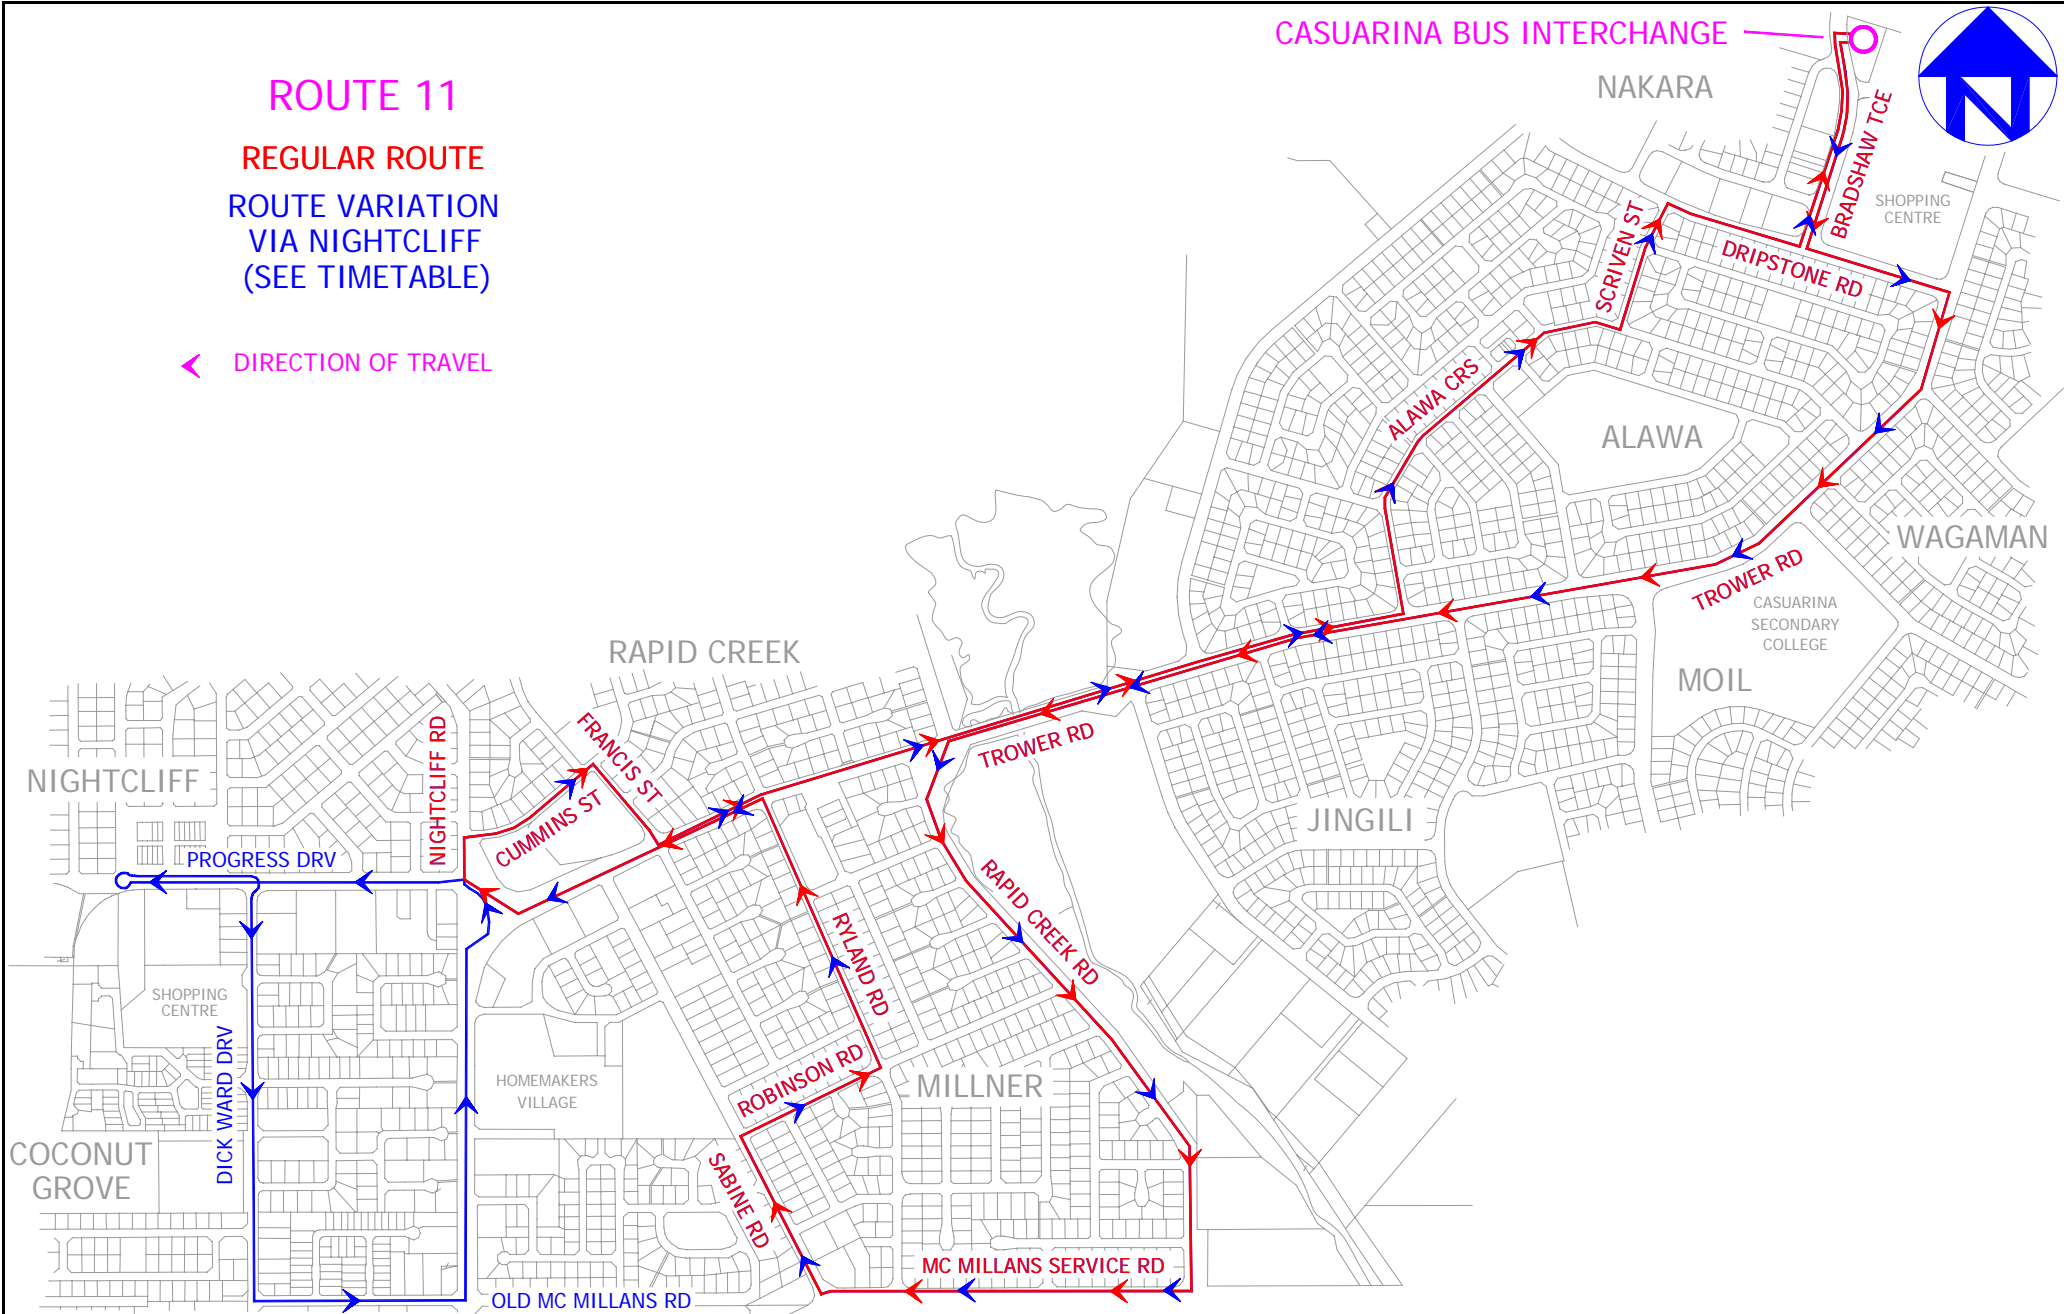 CASUARINA BUS INTERCHANGE
N
NAKARA
ROUTE 11
REGULAR ROUTE
ROUTE VARIATION
VIA NIGHTCLIFF
(SEE TIMETABLE)
DIRECTION OF TRAVEL
BRADSHAW TCE
SHOPPING
CENTRE
SCRIVEN ST
DRIPSTONE RD
ALAWA CRS
ALAWA
WAGAMAN
TROWER RD
CASUARINA
SECONDARY
COLLEGE
MOIL
RAPID CREEK
FRANCIS ST
TROWER RD
NIGHTCLIFF RD
NIGHTCLIFF
CUMMINS ST
JINGILI
PROGRESS DRV
RAPID CREEK RD
RYLAND RD
SHOPPING
CENTRE
DICK WARD DRV
HOMEMAKERS
VILLAGE
ROBINSON RD
MILLNER
COCONUT
GROVE
SABINE RD
MC MILLANS SERVICE RD
OLD MC MILLANS RD